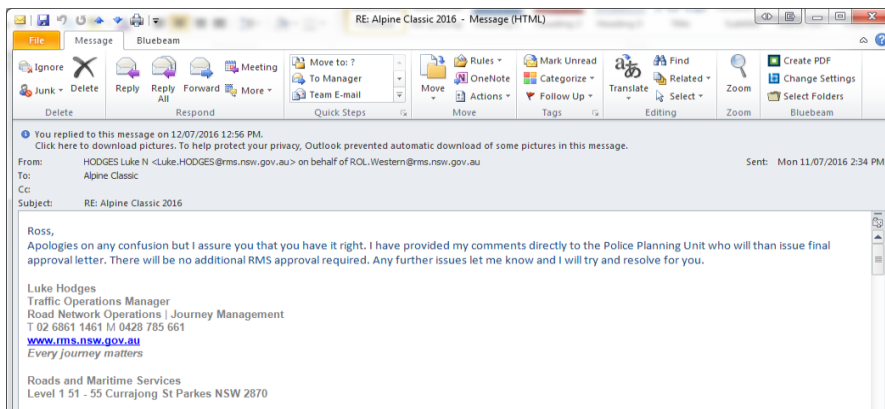 RE: Alpine Classic 2016 - Message (HTML)
File Message Bluebeam
Ignore
Junk
Delete
Reply
Reply All
Forward
Meeting
More
Move to: ?
To Manager
Team E-mail
Move
Rules
OneNote
Actions
Mark Unread
Categorize
Follow Up
Translate
Find
Related
Select
Zoom
Create PDF
Change Settings
Select Folders
Delete Respond Quick Steps Move Tags Editing Zoom Bluebeam
You replied to this message on 12/07/2016 12:56 PM.
Click here to download pictures. To help protect your privacy, Outlook prevented automatic download of some pictures in this message.
From: HODGES Luke N <Luke.HODGES@rms.nsw.gov.au> on behalf of ROL.Western@rms.nsw.gov.au Sent: Mon 11/07/2016 2:34 PM
To: Alpine Classic
Cc:
Subject: RE: Alpine Classic 2016
Ross,
Apologies on any confusion but I assure you that you have it right. I have provided my comments directly to the Police Planning Unit who will than issue final
approval letter. There will be no additional RMS approval required. Any further issues let me know and I will try and resolve for you.
Luke Hodges
Traffic Operations Manager
Road Network Operations | Journey Management
T 02 6861 1461 M 0428 785 661
www.rms.nsw.gov.au
Every journey matters
Roads and Maritime Services
Level 1 51 - 55 Currajong St Parkes NSW 2870